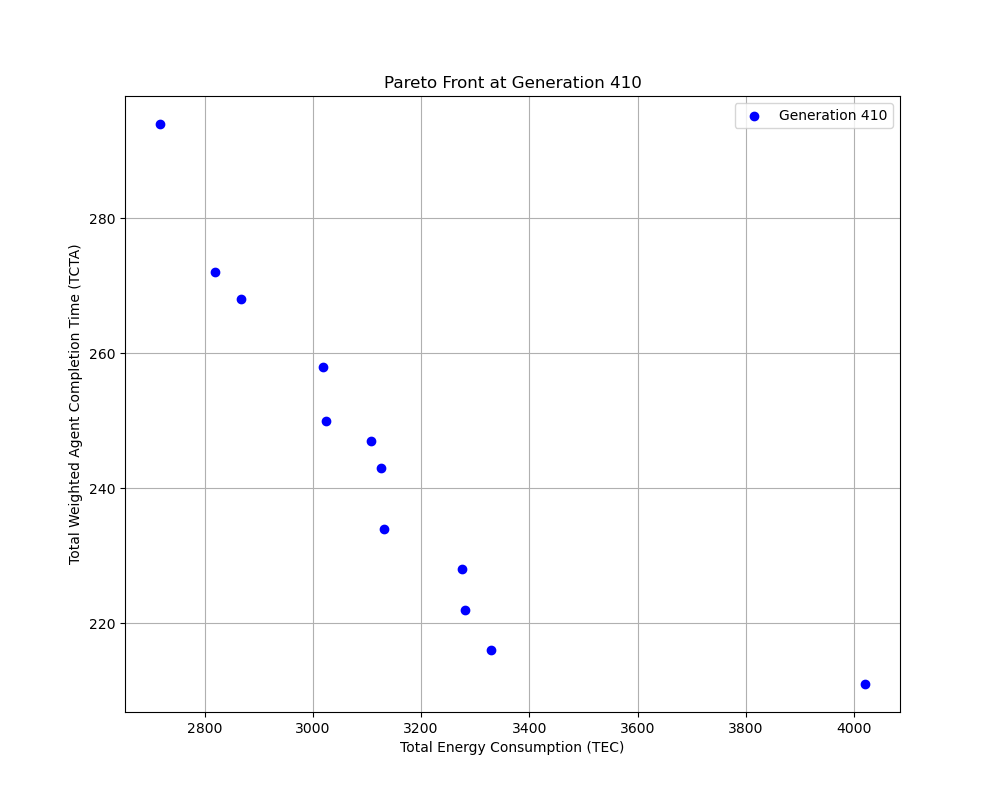 Pareto Front at Generation 410
Generation 410
Total Weighted Agent Completion Time (TCTA)
280
260
240
220
2800 3000 3200 3400 3600 3800 4000
Total Energy Consumption (TEC)